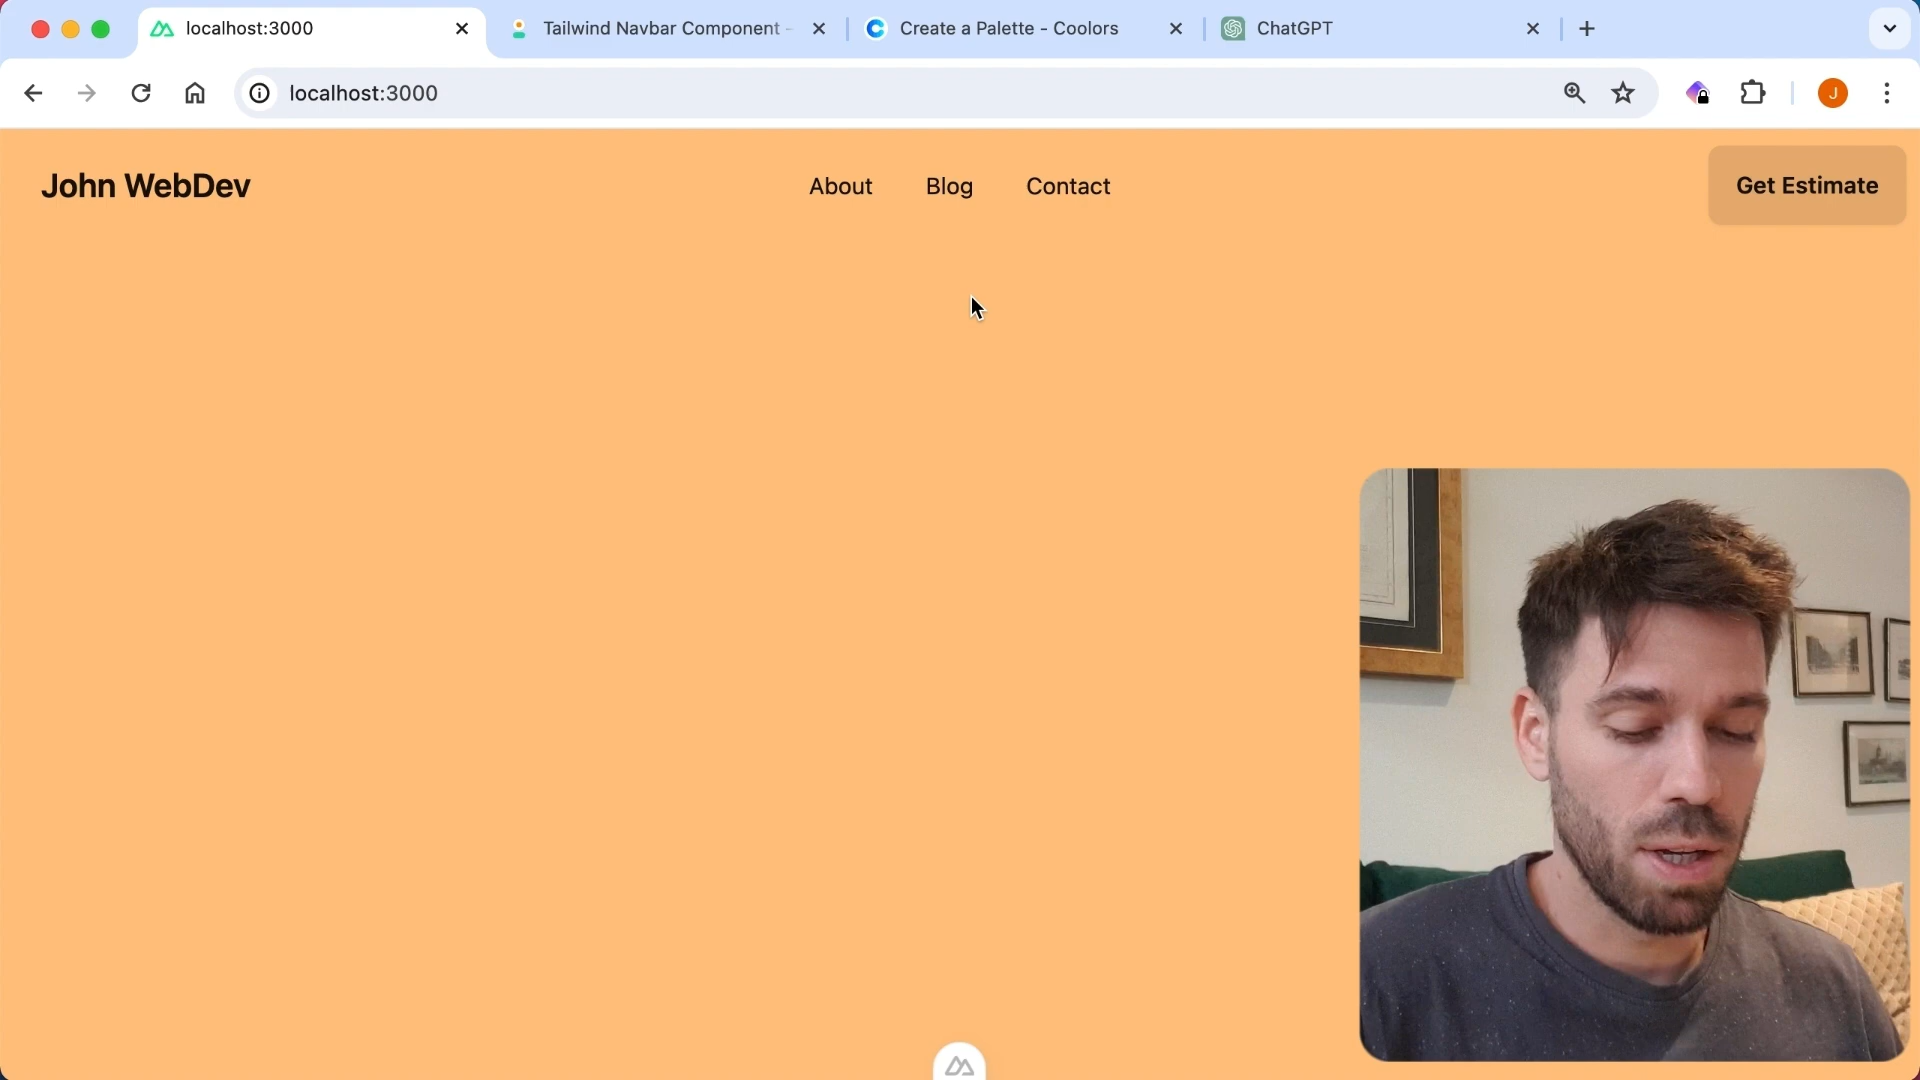 localhost:3000
Tailwind Navbar Component -
Create a Palette - Coolors
ChatGPT
localhost:3000
J
John WebDev
About
Blog
Contact
Get Estimate